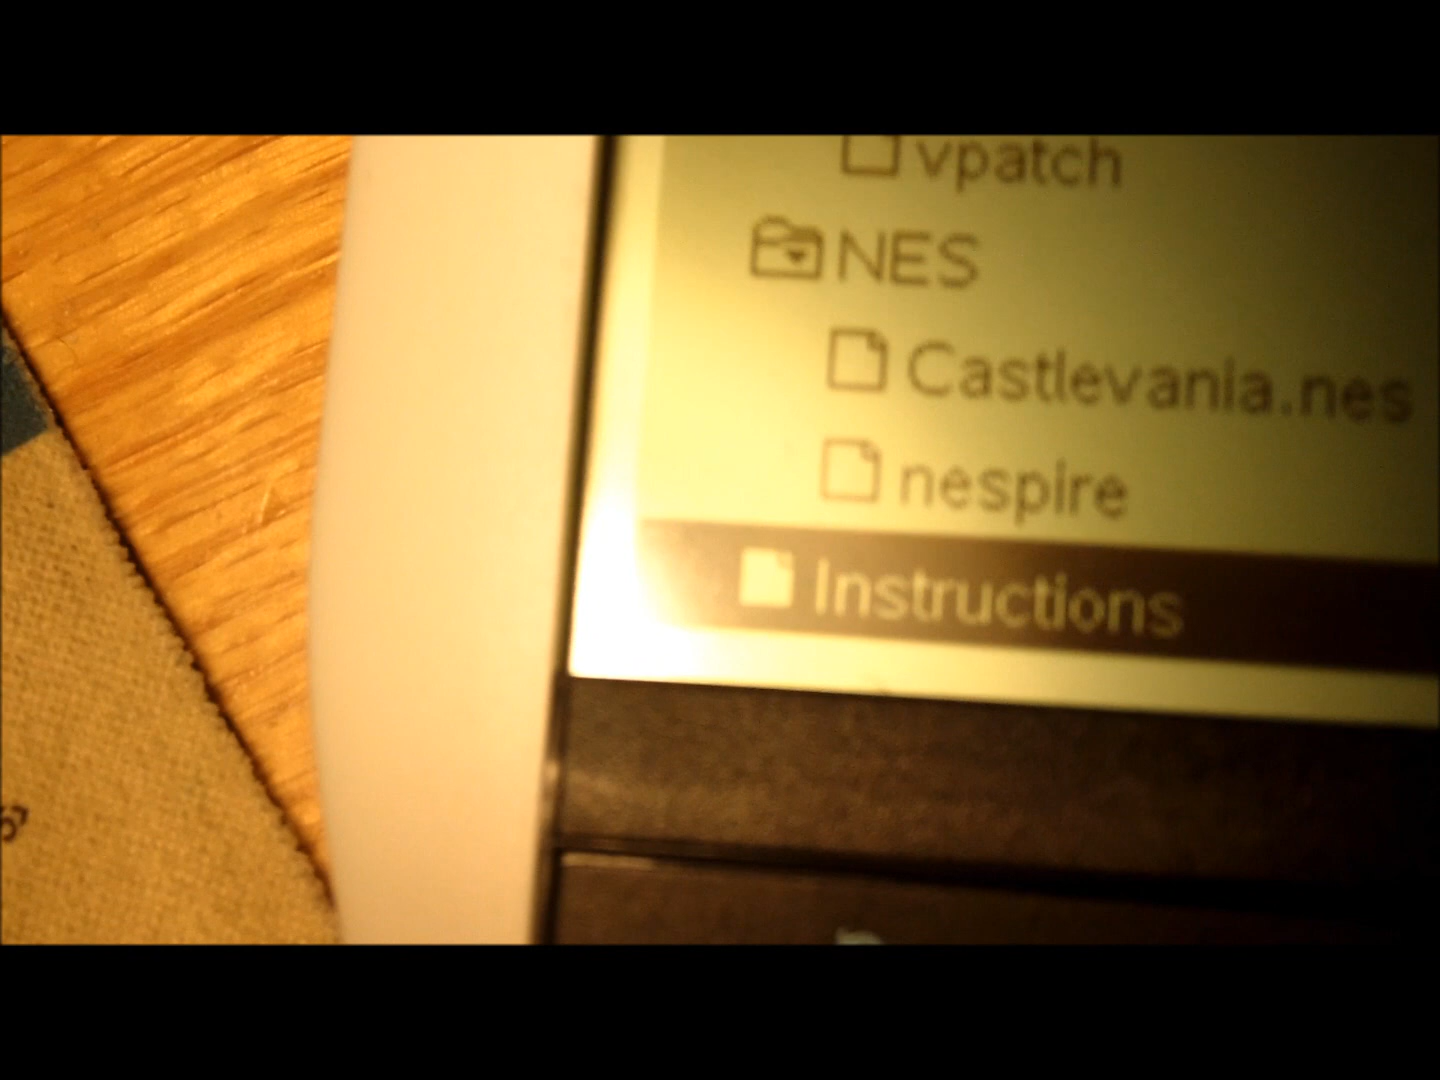 vpatch
NES
Castlevania.nes
nespire
Instructions